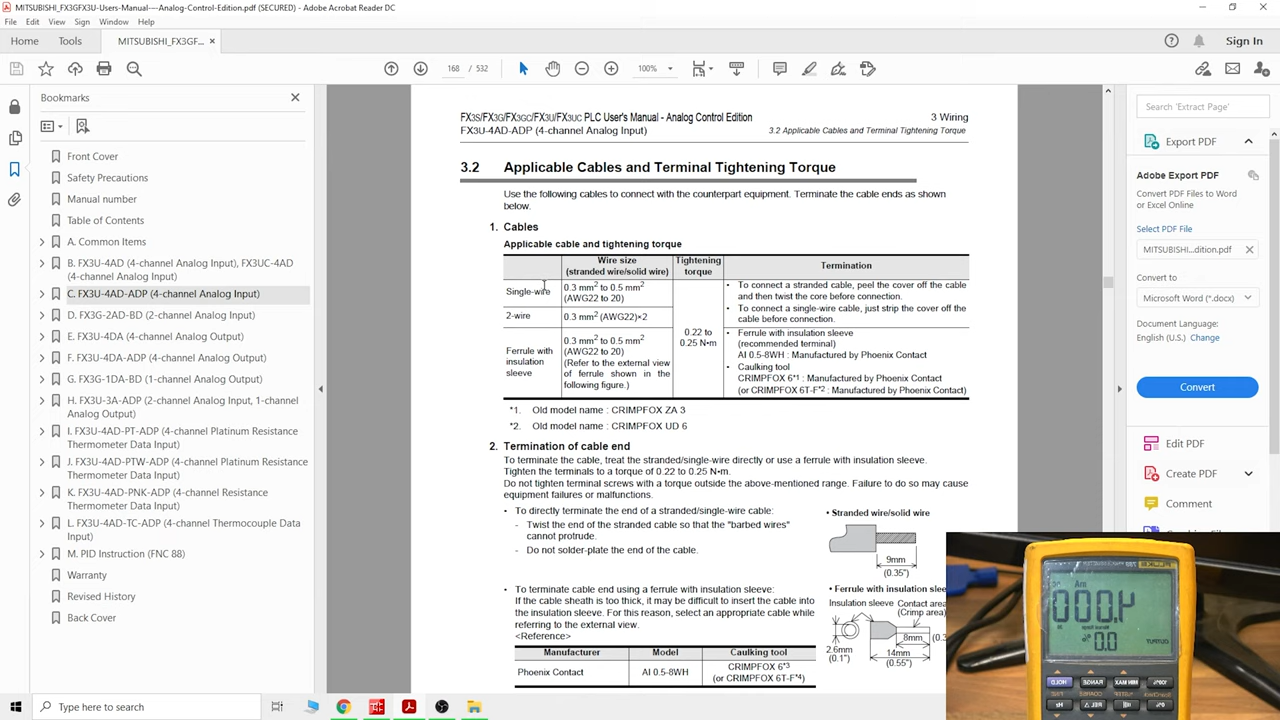 MITSUBISHI_FX3GFX3U-Users-Manual----Analog-Control-Edition.pdf (SECURED) - Adobe Acrobat Reader DC
File Edit View Sign Window Help
Home Tools MITSUBISHI_FX3GF... × Sign In
168 / 532 100%
Bookmarks
Front Cover
Safety Precautions
Manual number
Table of Contents
A. Common Items
B. FX3U-4AD (4-channel Analog Input), FX3UC-4AD
(4-channel Analog Input)
C. FX3U-4AD-ADP (4-channel Analog Input)
D. FX3G-2AD-BD (2-channel Analog Input)
E. FX3U-4DA (4-channel Analog Output)
F. FX3U-4DA-ADP (4-channel Analog Output)
G. FX3G-1DA-BD (1-channel Analog Output)
H. FX3U-3A-ADP (2-channel Analog Input, 1-channel
Analog Output)
I. FX3U-4AD-PT-ADP (4-channel Platinum Resistance
Thermometer Data Input)
J. FX3U-4AD-PTW-ADP (4-channel Platinum Resistance
Thermometer Data Input)
K. FX3U-4AD-PNK-ADP (4-channel Resistance
Thermometer Data Input)
L. FX3U-4AD-TC-ADP (4-channel Thermocouple Data
Input)
M. PID Instruction (FNC 88)
Warranty
Revised History
Back Cover
FX3S/FX3G/FX3GC/FX3U/FX3UC PLC User's Manual - Analog Control Edition
3 Wiring
FX3U-4AD-ADP (4-channel Analog Input)
3.2 Applicable Cables and Terminal Tightening Torque
3.2 Applicable Cables and Terminal Tightening Torque
Use the following cables to connect with the counterpart equipment. Terminate the cable ends as shown
below.
1. Cables
Applicable cable and tightening torque
Wire size
(stranded wire/solid wire)
Tightening
torque
Termination
Single-wire
0.3 mm2 to 0.5 mm2
(AWG22 to 20)
2-wire
0.3 mm2 (AWG22)×2
Ferrule with
insulation
sleeve
0.3 mm2 to 0.5 mm2
(AWG22 to 20)
(Refer to the external view
of ferrule shown in the
following figure.)
0.22 to
0.25 N•m
• To connect a stranded cable, peel the cover off the cable
and then twist the core before connection.
• To connect a single-wire cable, just strip the cover off the
cable before connection.
• Ferrule with insulation sleeve
(recommended terminal)
AI 0.5-8WH : Manufactured by Phoenix Contact
• Caulking tool
CRIMPFOX 6*1 : Manufactured by Phoenix Contact
(or CRIMPFOX 6T-F*2 : Manufactured by Phoenix Contact)
*1. Old model name : CRIMPFOX ZA 3
*2. Old model name : CRIMPFOX UD 6
2. Termination of cable end
To terminate the cable, treat the stranded/single-wire directly or use a ferrule with insulation sleeve.
Tighten the terminals to a torque of 0.22 to 0.25 N•m.
Do not tighten terminal screws with a torque outside the above-mentioned range. Failure to do so may cause
equipment failures or malfunctions.
• To directly terminate the end of a stranded/single-wire cable:
- Twist the end of the stranded cable so that the "barbed wires"
cannot protrude.
- Do not solder-plate the end of the cable.
• Stranded wire/solid wire
9mm
(0.35")
• To terminate cable end using a ferrule with insulation sleeve:
If the cable sheath is too thick, it may be difficult to insert the cable into
the insulation sleeve. For this reason, select an appropriate cable while
referring to the external view.
<Reference>
• Ferrule with insulation slee
Insulation sleeve Contact area
(Crimp area)
8mm
2.6mm
(0.1")
14mm
(0.55")
Manufacturer Model Caulking tool
Phoenix Contact AI 0.5-8WH CRIMPFOX 6*3
(or CRIMPFOX 6T-F*4)
Search 'Extract Page'
Export PDF
Adobe Export PDF
Convert PDF Files to Word
or Excel Online
Select PDF File
MITSUBISHI...dition.pdf
Convert to
Microsoft Word (*.docx)
Document Language:
English (U.S.) Change
Convert
Edit PDF
Create PDF
Comment
4.000
0.0
OUTPUT
HOLD
RANGE
MIN MAX
100%
REL
Hz
Type here to search